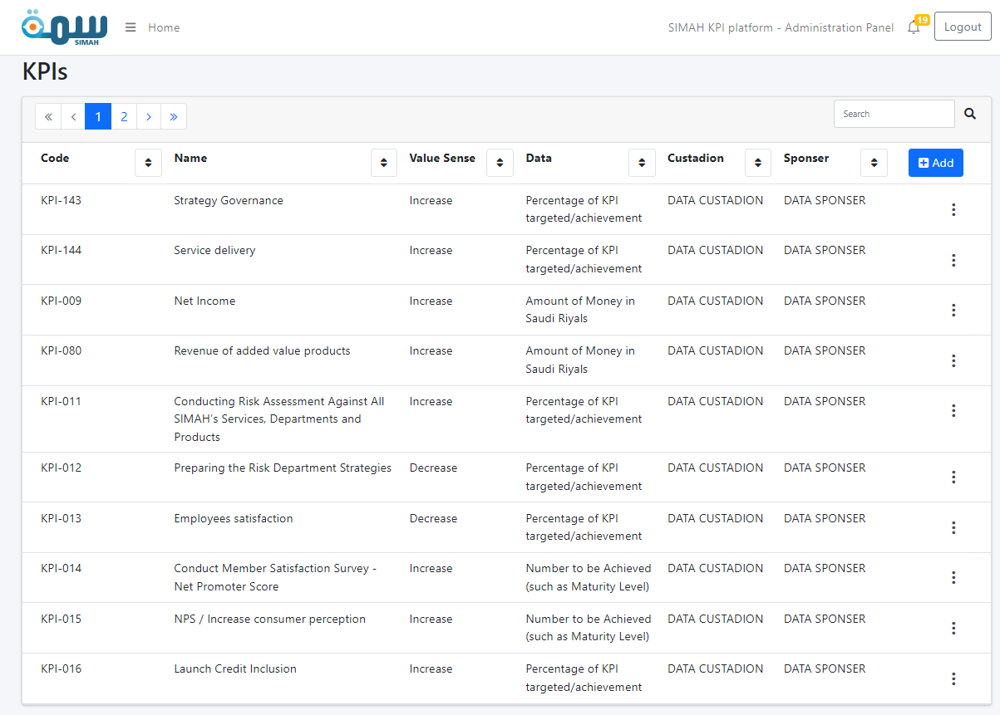 سمة
SIMAH
Home
SIMAH KPI platform - Administration Panel
19
Logout
KPIs
« ‹ 1 2 › »
Search
Code Name Value Sense Data Custadion Sponser Add
KPI-143 Strategy Governance Increase Percentage of KPI DATA CUSTADION DATA SPONSER
targeted/achievement
KPI-144 Service delivery Increase Percentage of KPI DATA CUSTADION DATA SPONSER
targeted/achievement
KPI-009 Net Income Increase Amount of Money in DATA CUSTADION DATA SPONSER
Saudi Riyals
KPI-080 Revenue of added value products Increase Amount of Money in DATA CUSTADION DATA SPONSER
Saudi Riyals
KPI-011 Conducting Risk Assessment Against All Increase Percentage of KPI DATA CUSTADION DATA SPONSER
SIMAH's Services, Departments and targeted/achievement
Products
KPI-012 Preparing the Risk Department Strategies Decrease Percentage of KPI DATA CUSTADION DATA SPONSER
targeted/achievement
KPI-013 Employees satisfaction Decrease Percentage of KPI DATA CUSTADION DATA SPONSER
targeted/achievement
KPI-014 Conduct Member Satisfaction Survey - Increase Number to be Achieved DATA CUSTADION DATA SPONSER
Net Promoter Score (such as Maturity Level)
KPI-015 NPS / Increase consumer perception Increase Number to be Achieved DATA CUSTADION DATA SPONSER
(such as Maturity Level)
KPI-016 Launch Credit Inclusion Increase Percentage of KPI DATA CUSTADION DATA SPONSER
targeted/achievement